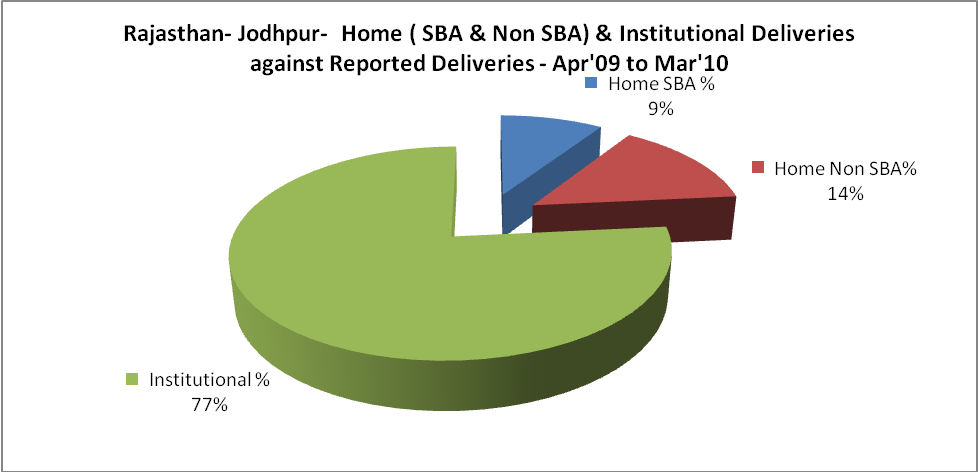 Rajasthan- Jodhpur-  Home ( SBA & Non SBA) & Institutional Deliveries
against Reported Deliveries - Apr'09 to Mar'10
Home SBA %
9%
Home Non SBA%
14%
Institutional %
77%